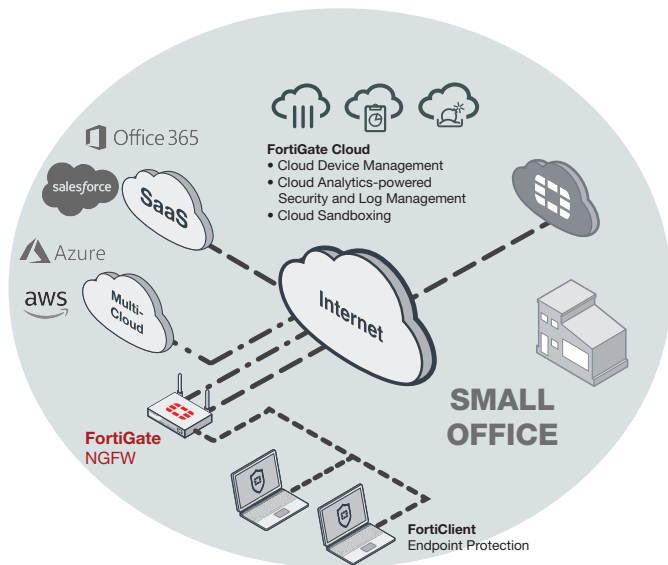 Office 365
salesforce
SaaS
Azure
aws
Multi-
Cloud
FortiGate Cloud
• Cloud Device Management
• Cloud Analytics-powered
Security and Log Management
• Cloud Sandboxing
Internet
SMALL
OFFICE
FortiGate
NGFW
FortiClient
Endpoint Protection